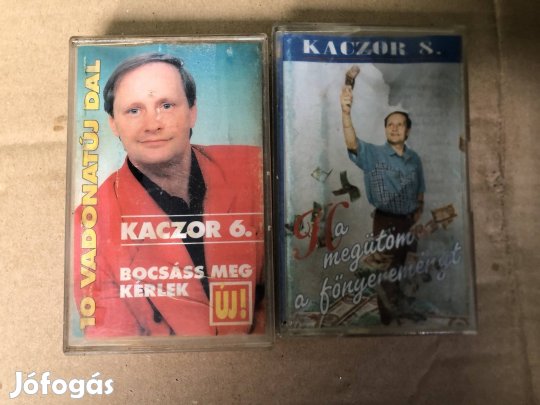 10 VADONATÚJ DAL
KACZOR 6.
BOCSÁSS MEG
KÉRLEK
ÚJ!
KACZOR 8.
Ha
megütöm
a főnyereményt
Jófogás